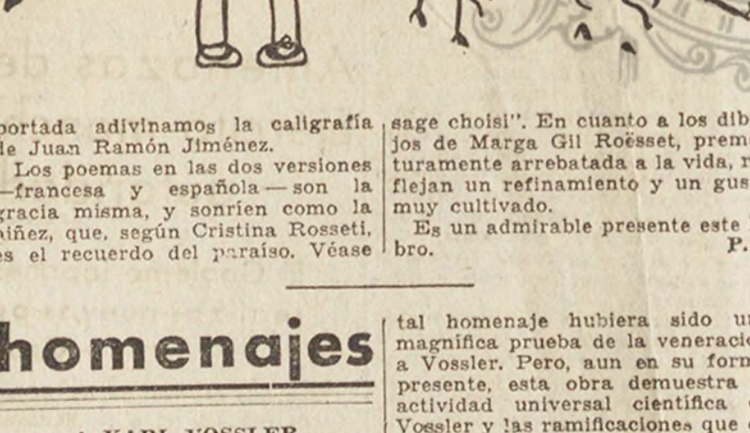 portada adivinamos la caligrafía
de Juan Ramón Jiménez.
Los poemas en las dos versiones
—francesa y española — son la
gracia misma, y sonríen como la
niñez, que, según Cristina Rosseti,
es el recuerdo del paraíso. Véase
sage choisi". En cuanto a los dib
jos de Marga Gil Roësset, prem
turamente arrebatada a la vida, r
flejan un refinamiento y un gus
muy cultivado.
Es un admirable presente este
bro.
P.
homenajes
A KARL VOSSLER
tal homenaje hubiera sido un
magnífica prueba de la veneració
a Vossler. Pero, aun en su form
presente, esta obra demuestra
actividad universal científica
Vossler y las ramificaciones que